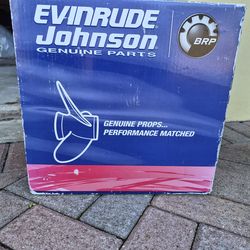 EVINRUDE
Johnson
GENUINE PARTS
BRP
GENUINE PROPS...
PERFORMANCE MATCHED